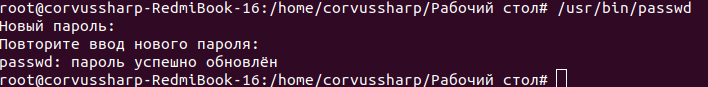 root@corvussharp-RedmiBook-16:/home/corvussharp/Рабочий стол# /usr/bin/passwd
Новый пароль:
Повторите ввод нового пароля:
passwd: пароль успешно обновлён
root@corvussharp-RedmiBook-16:/home/corvussharp/Рабочий стол#